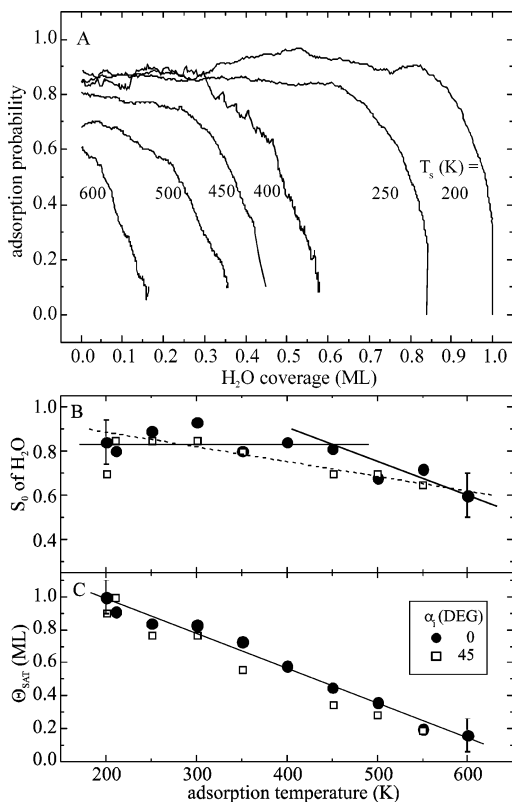 A
adsorption probability
1.0
0.8
0.6
0.4
0.2
0.0
T_s (K) =
600
500
450
400
250
200
0.0 0.1 0.2 0.3 0.4 0.5 0.6 0.7 0.8 0.9 1.0
H₂O coverage (ML)
B
S₀ of H₂O
1.0
0.8
0.6
0.4
C
Θ_SAT (ML)
1.0
0.8
0.6
0.4
0.2
0.0
α_i (DEG)
0
45
200 300 400 500 600
adsorption temperature (K)